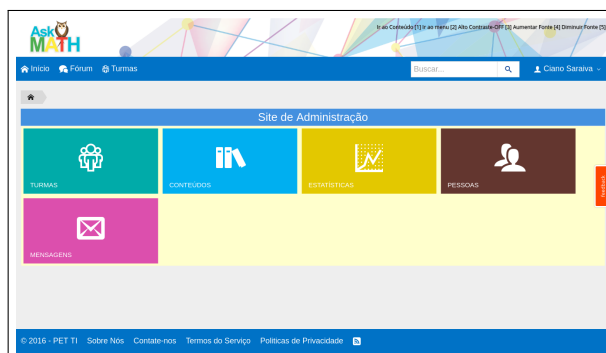 Ask
MATH
Ir ao Conteúdo [1] Ir ao menu [2] Alto Contraste-OFF [3] Aumentar Fonte [4] Diminuir Fonte [5]
Início Fórum Turmas Buscar... Ciano Saraiva
Site de Administração
TURMAS CONTEÚDOS ESTATÍSTICAS PESSOAS
Feedback
MENSAGENS
© 2016 - PET TI Sobre Nós Contate-nos Termos do Serviço Políticas de Privacidade